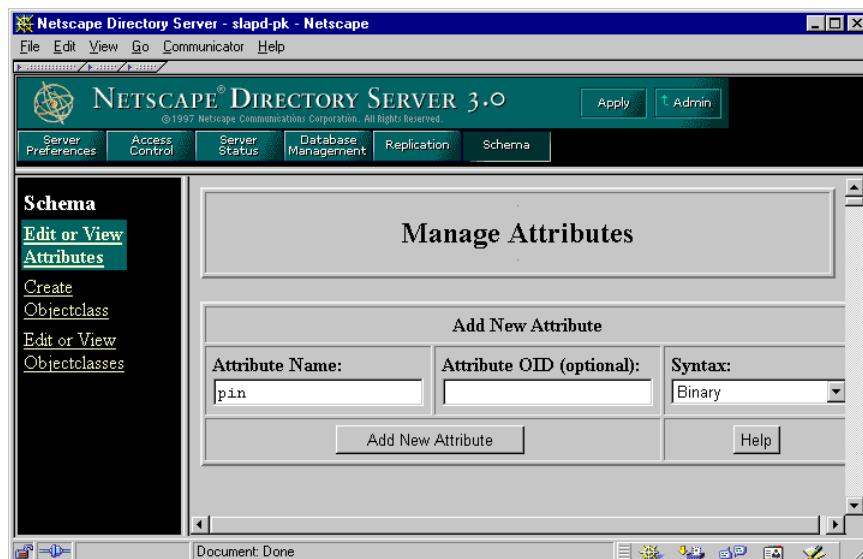 Netscape Directory Server - slapd-pk - Netscape
File Edit View Go Communicator Help
NETSCAPE® DIRECTORY SERVER 3.0
©1997 Netscape Communications Corporation. All Rights Reserved.
Apply
Admin
Server Preferences
Access Control
Server Status
Database Management
Replication
Schema
Schema
Edit or View
Attributes
Create
Objectclass
Edit or View
Objectclasses
Manage Attributes
Add New Attribute
Attribute Name:
Attribute OID (optional):
Syntax:
pin
Binary
Add New Attribute
Help
Document: Done